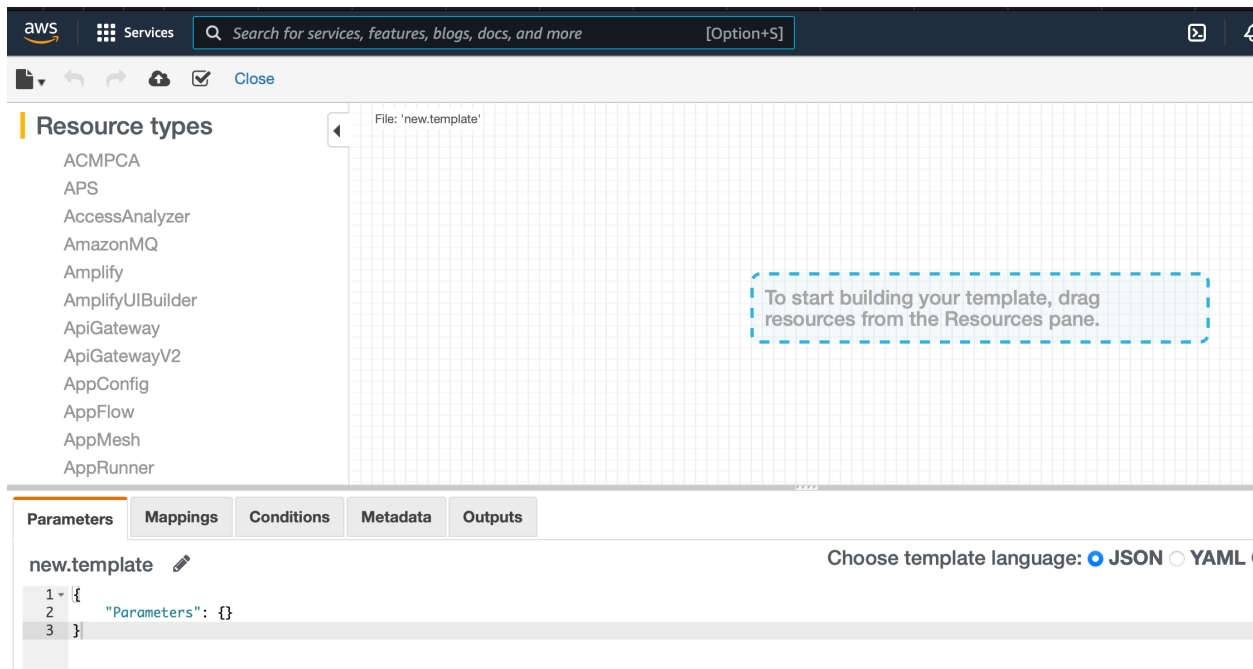 aws
Services
Search for services, features, blogs, docs, and more [Option+S]
Close
Resource types
ACMPCA
APS
AccessAnalyzer
AmazonMQ
Amplify
AmplifyUIBuilder
ApiGateway
ApiGatewayV2
AppConfig
AppFlow
AppMesh
AppRunner
File: 'new.template'
To start building your template, drag
resources from the Resources pane.
Parameters Mappings Conditions Metadata Outputs
new.template
Choose template language: JSON YAML
1 {
2 "Parameters": {}
3 }